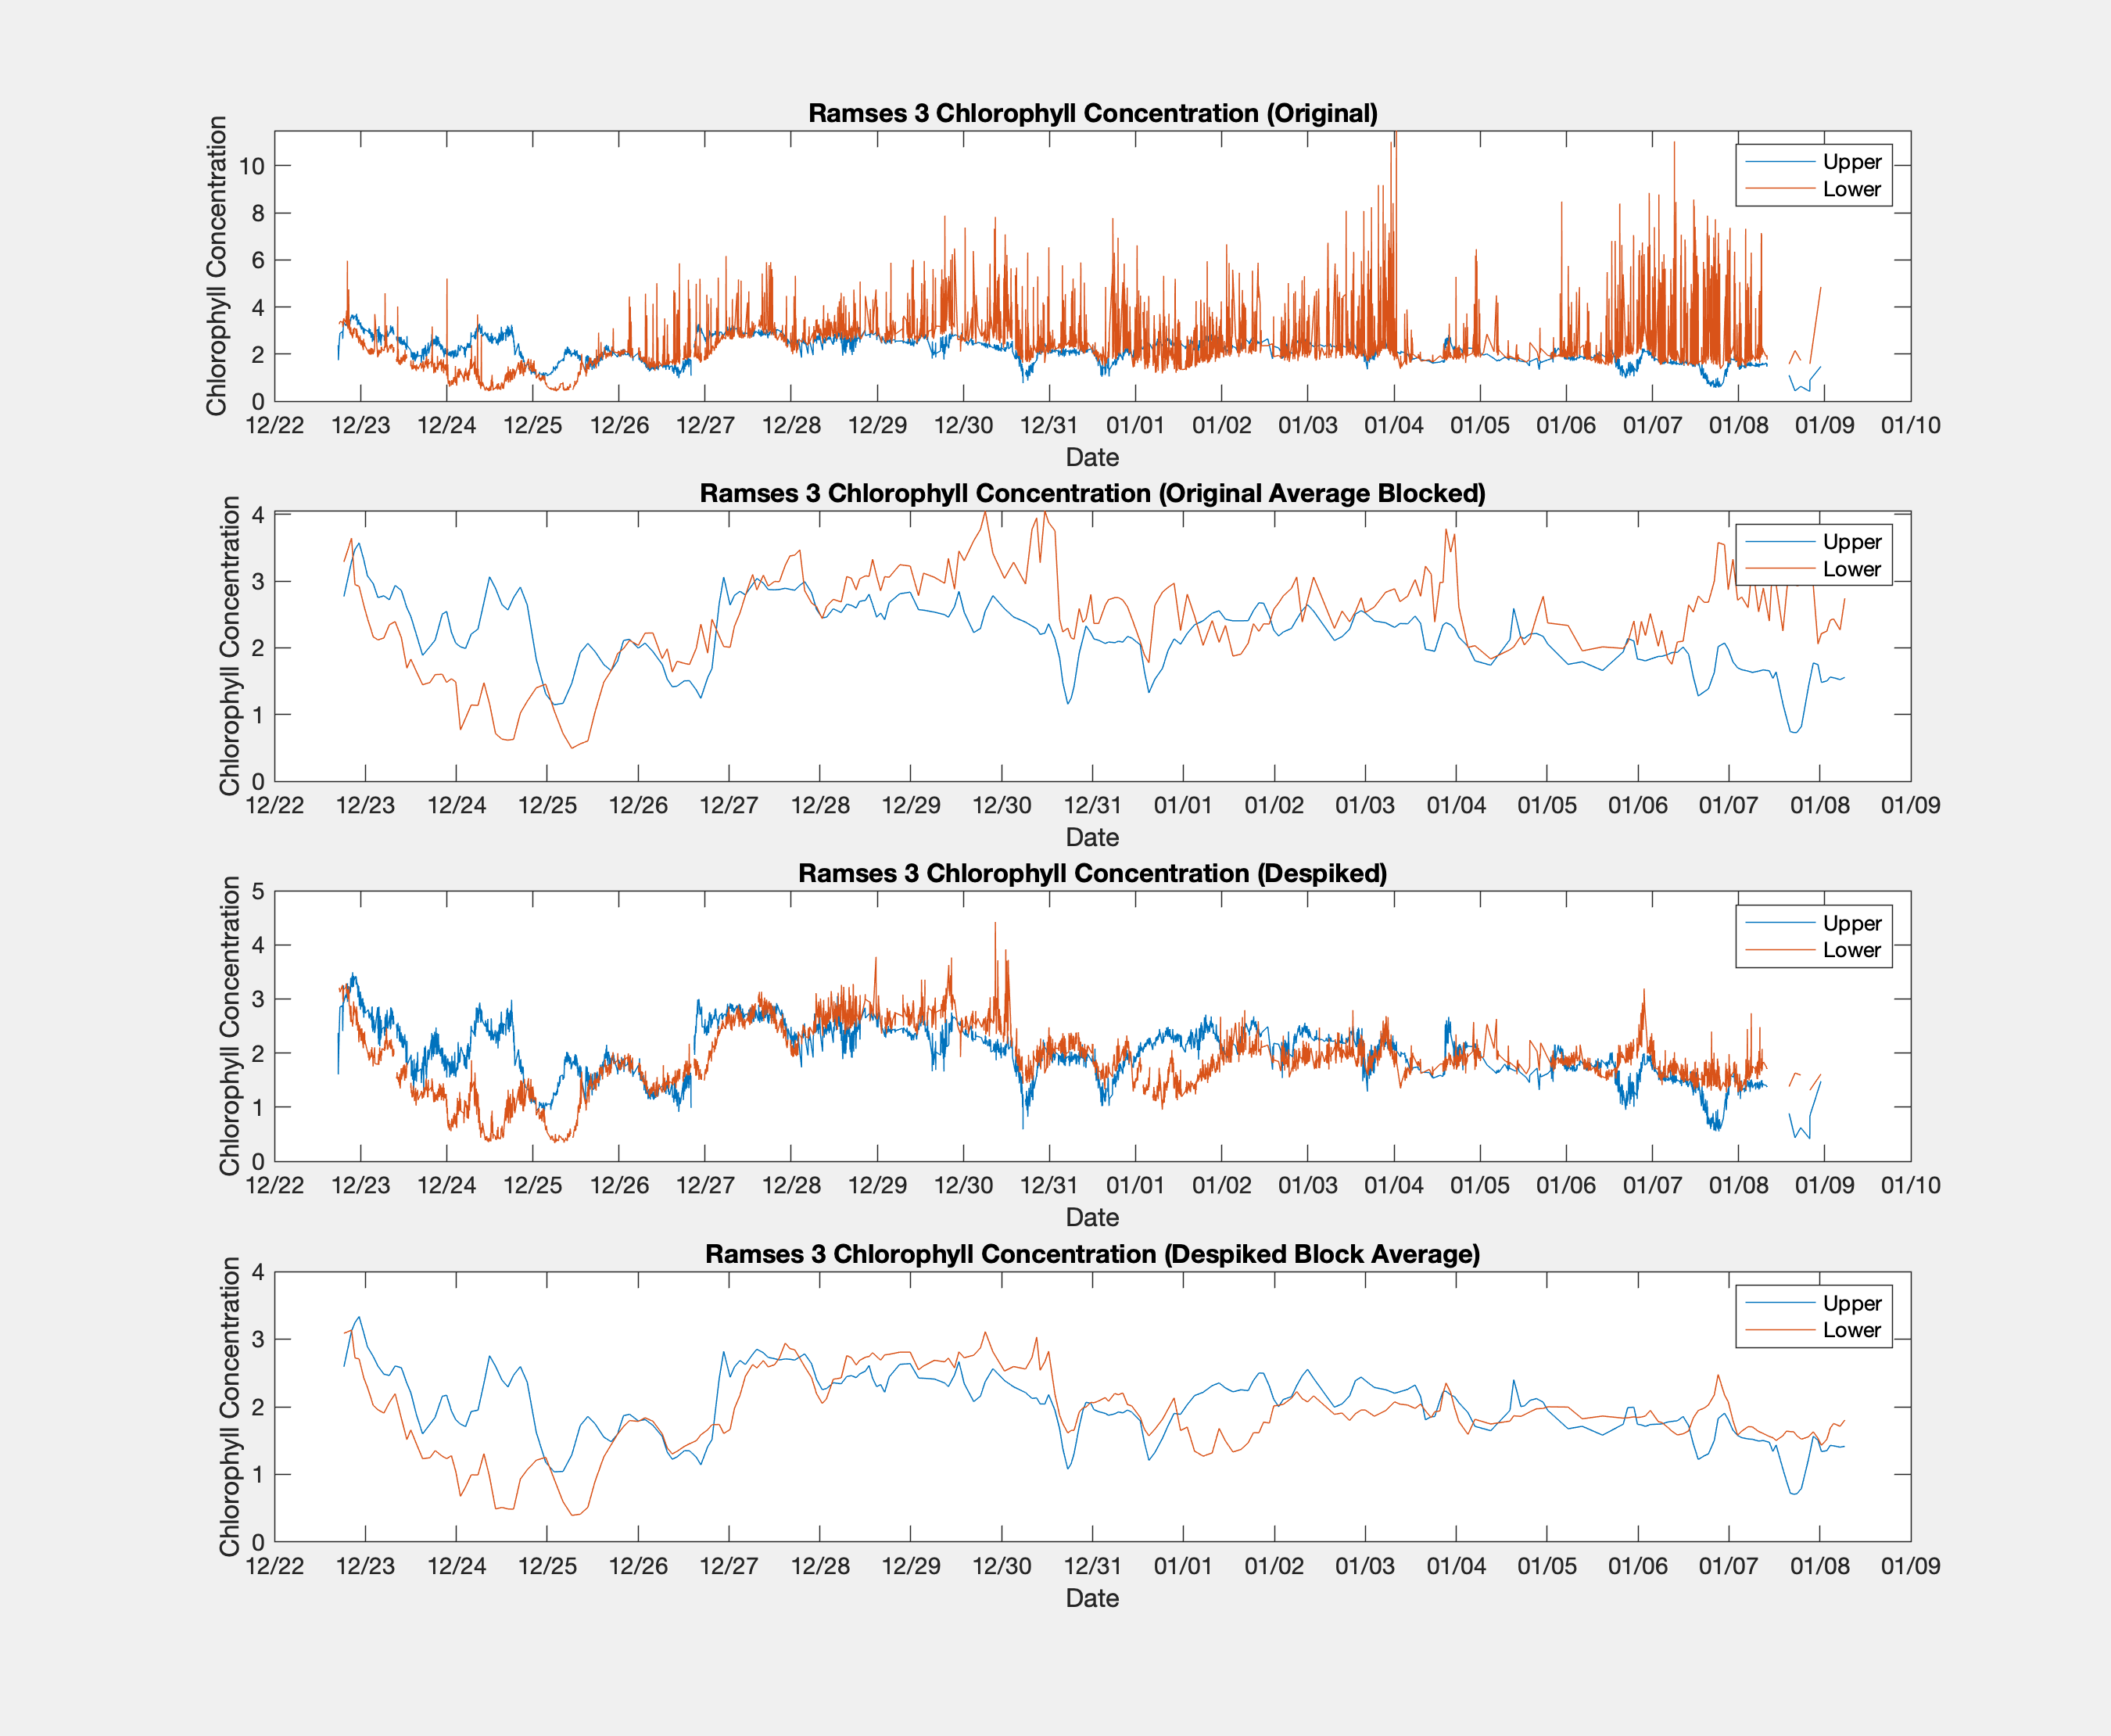 Ramses 3 Chlorophyll Concentration (Original)
Chlorophyll Concentration
10
8
6
4
2
0
Upper
Lower
12/22 12/23 12/24 12/25 12/26 12/27 12/28 12/29 12/30 12/31 01/01 01/02 01/03 01/04 01/05 01/06 01/07 01/08 01/09 01/10
Date
Ramses 3 Chlorophyll Concentration (Original Average Blocked)
Chlorophyll Concentration
4
3
2
1
0
Upper
Lower
12/22 12/23 12/24 12/25 12/26 12/27 12/28 12/29 12/30 12/31 01/01 01/02 01/03 01/04 01/05 01/06 01/07 01/08 01/09
Date
Ramses 3 Chlorophyll Concentration (Despiked)
Chlorophyll Concentration
5
4
3
2
1
0
Upper
Lower
12/22 12/23 12/24 12/25 12/26 12/27 12/28 12/29 12/30 12/31 01/01 01/02 01/03 01/04 01/05 01/06 01/07 01/08 01/09 01/10
Date
Ramses 3 Chlorophyll Concentration (Despiked Block Average)
Chlorophyll Concentration
4
3
2
1
0
Upper
Lower
12/22 12/23 12/24 12/25 12/26 12/27 12/28 12/29 12/30 12/31 01/01 01/02 01/03 01/04 01/05 01/06 01/07 01/08 01/09
Date